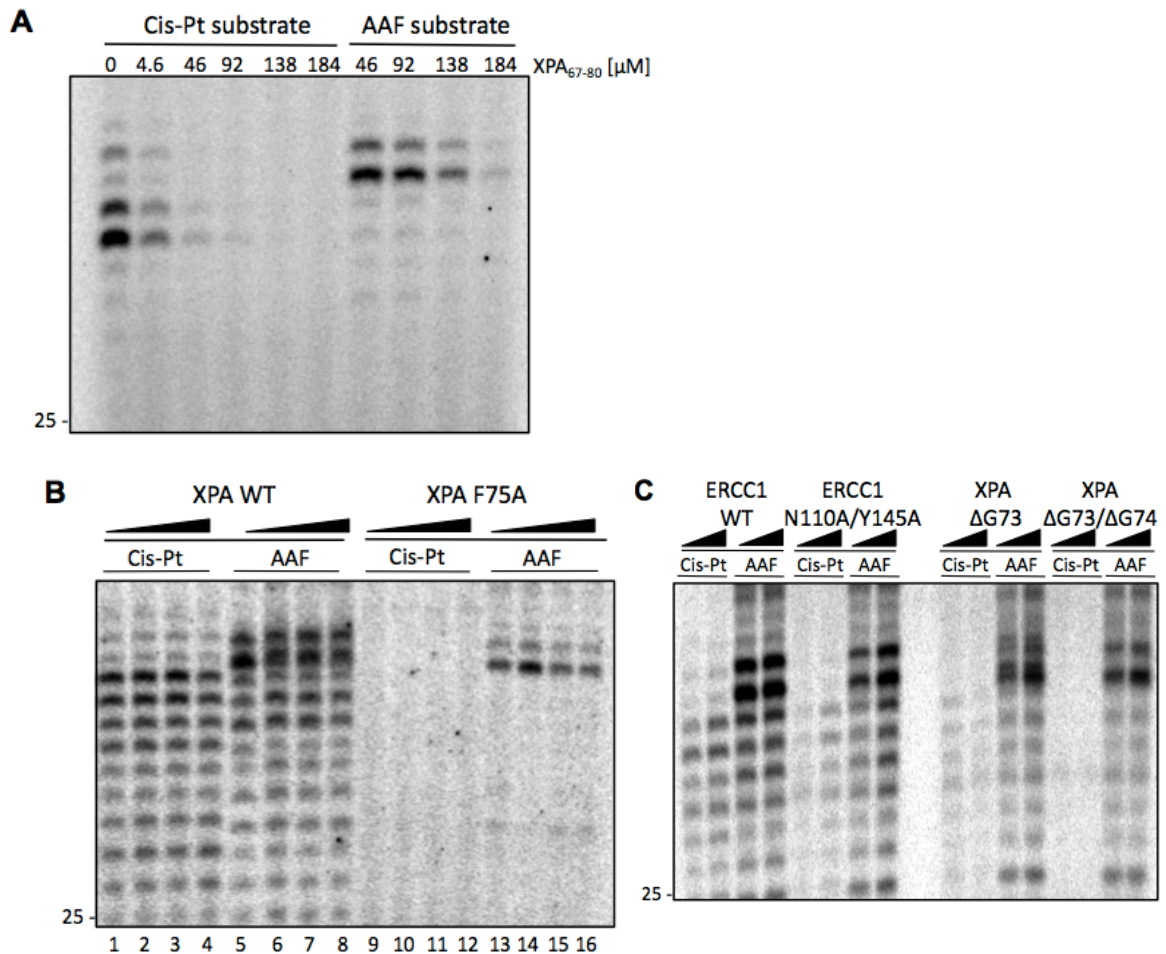 A
Cis-Pt substrate AAF substrate
0 4.6 46 92 138 184 46 92 138 184 XPA67-80 [µM]
25 -
B
XPA WT XPA F75A
Cis-Pt AAF Cis-Pt AAF
25 -
1 2 3 4 5 6 7 8 9 10 11 12 13 14 15 16
C
ERCC1 ERCC1 XPA XPA
WT N110A/Y145A ΔG73 ΔG73/ΔG74
Cis-Pt AAF Cis-Pt AAF Cis-Pt AAF Cis-Pt AAF
25 -